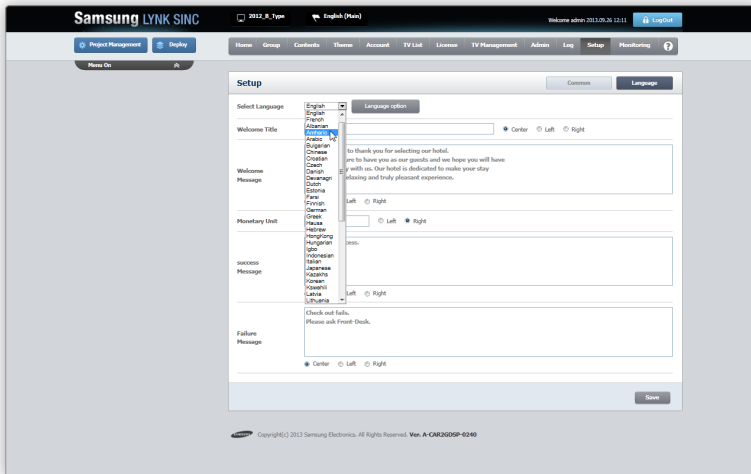 Samsung LYNK SINC
2012_B_Type
English (Main)
Welcome admin 2013.09.26 12:11
LogOut
Project Management
Deploy
Home
Group
Contents
Theme
Account
TV List
License
TV Management
Admin
Log
Setup
Monitoring
?
Menu On
Setup
Common
Language
Select Language
English
Language option
English
French
Albanian
Amharic
Arabic
Bulgarian
Chinese
Croatian
Czech
Danish
Devanagri
Dutch
Estonia
Farsi
Finnish
German
Greek
Hausa
Hebrew
HongKong
Hungarian
Igbo
Indonesian
Italian
Japanese
Kazakhs
Korean
Kswahili
Latvia
Lithuania
Welcome Title
Center
Left
Right
Welcome
Message
to thank you for selecting our hotel.
re to have you as our guests and we hope you will have
with us. Our hotel is dedicated to make your stay
elaxing and truly pleasant experience.
Left
Right
Monetary Unit
Left
Right
success
Message
cess.
Left
Right
Failure
Message
Check out fails.
Please ask Front-Desk.
Center
Left
Right
Save
SAMSUNG
Copyright(c) 2013 Samsung Electronics. All Rights Reserved. Ver. A-CAR2GDSP-0240